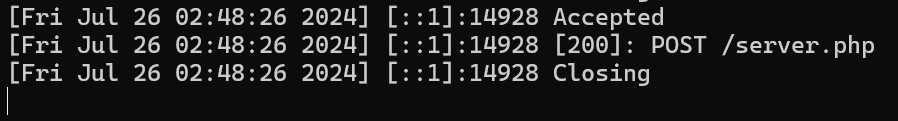 [Fri Jul 26 02:48:26 2024] [::1]:14928 Accepted
[Fri Jul 26 02:48:26 2024] [::1]:14928 [200]: POST /server.php
[Fri Jul 26 02:48:26 2024] [::1]:14928 Closing